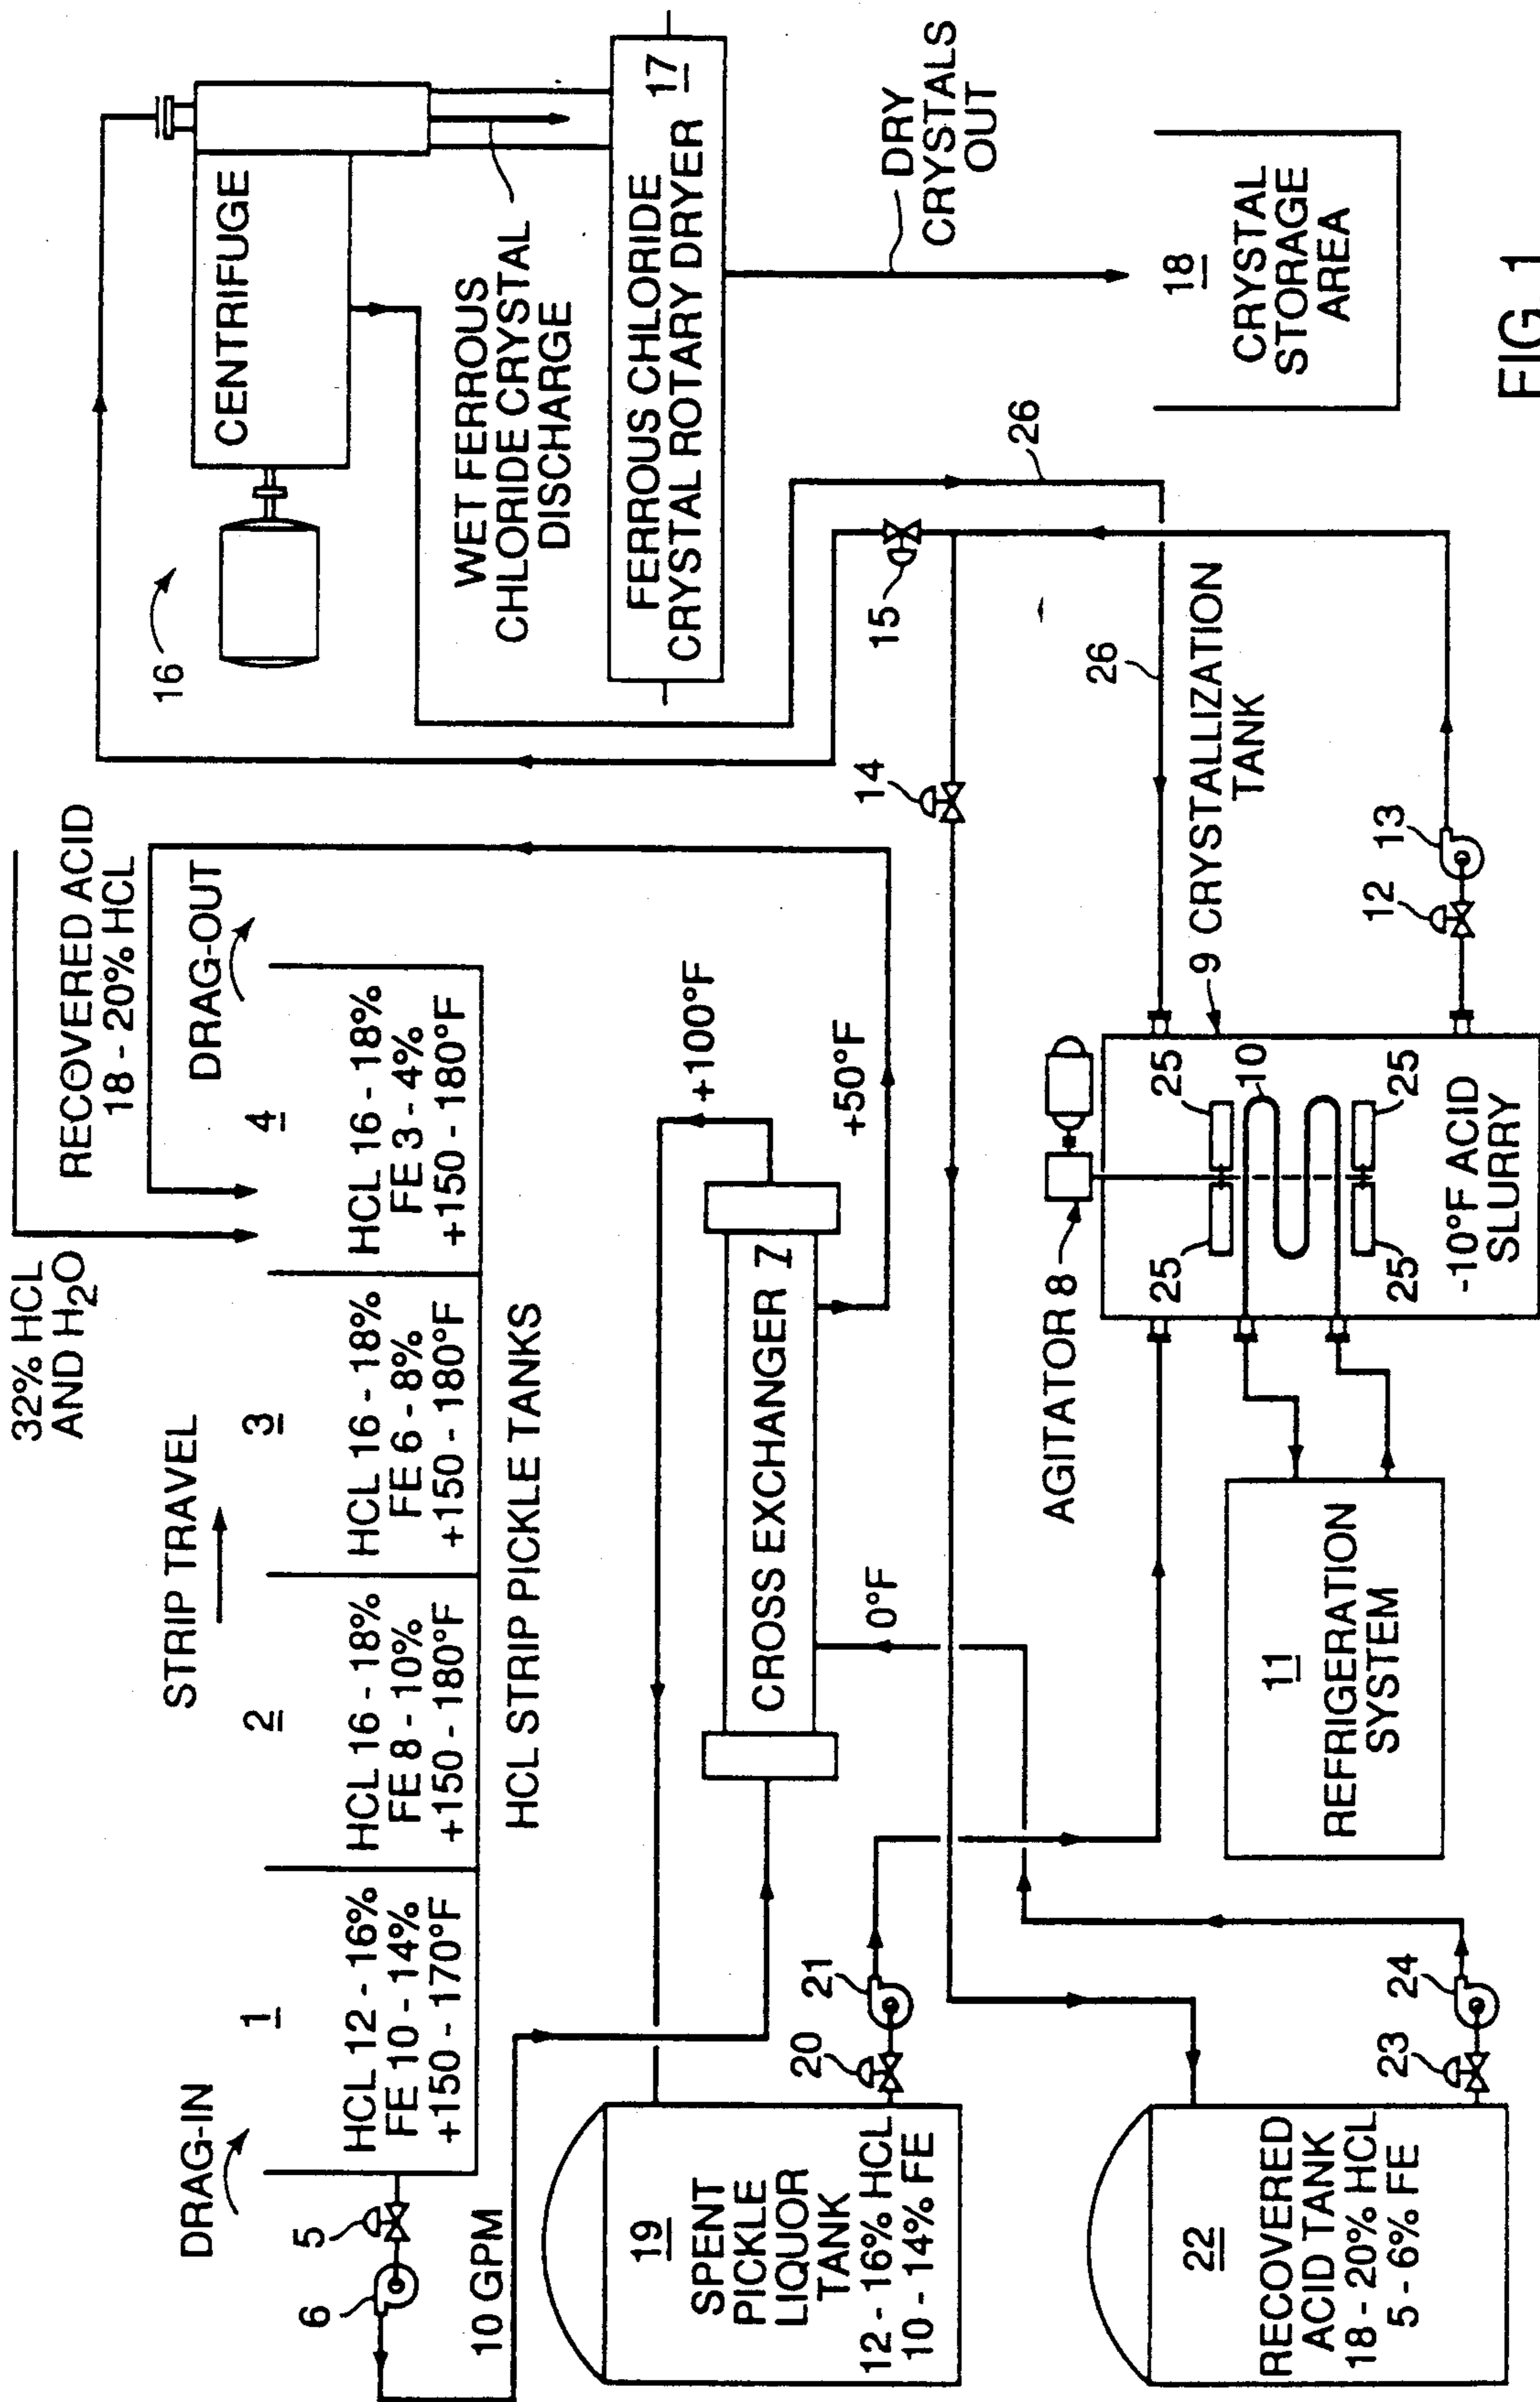 32% HCL
AND H2O
RECOVERED ACID
18 - 20% HCL
STRIP TRAVEL
DRAG-IN
DRAG-OUT
1
HCL 12 - 16%
FE 10 - 14%
+150 - 170°F
2
HCL 16 - 18%
FE 8 - 10%
+150 - 180°F
3
HCL 16 - 18%
FE 6 - 8%
+150 - 180°F
4
HCL 16 - 18%
FE 3 - 4%
+150 - 180°F
HCL STRIP PICKLE TANKS
5
6
10 GPM
+100°F
CROSS EXCHANGER 7
0°F
+50°F
19
SPENT
PICKLE
LIQUOR
TANK
12 - 16% HCL
10 - 14% FE
20
21
22
RECOVERED
ACID TANK
18 - 20% HCL
5 - 6% FE
23
24
11
REFRIGERATION
SYSTEM
AGITATOR 8
25
25
10
25
25
-10°F ACID
SLURRY
9 CRYSTALLIZATION
TANK
12
13
14
15
26
26
16
CENTRIFUGE
WET FERROUS
CHLORIDE CRYSTAL
DISCHARGE
FERROUS CHLORIDE
CRYSTAL ROTARY DRYER
17
DRY
CRYSTALS
OUT
18
CRYSTAL
STORAGE
AREA
FIG. 1